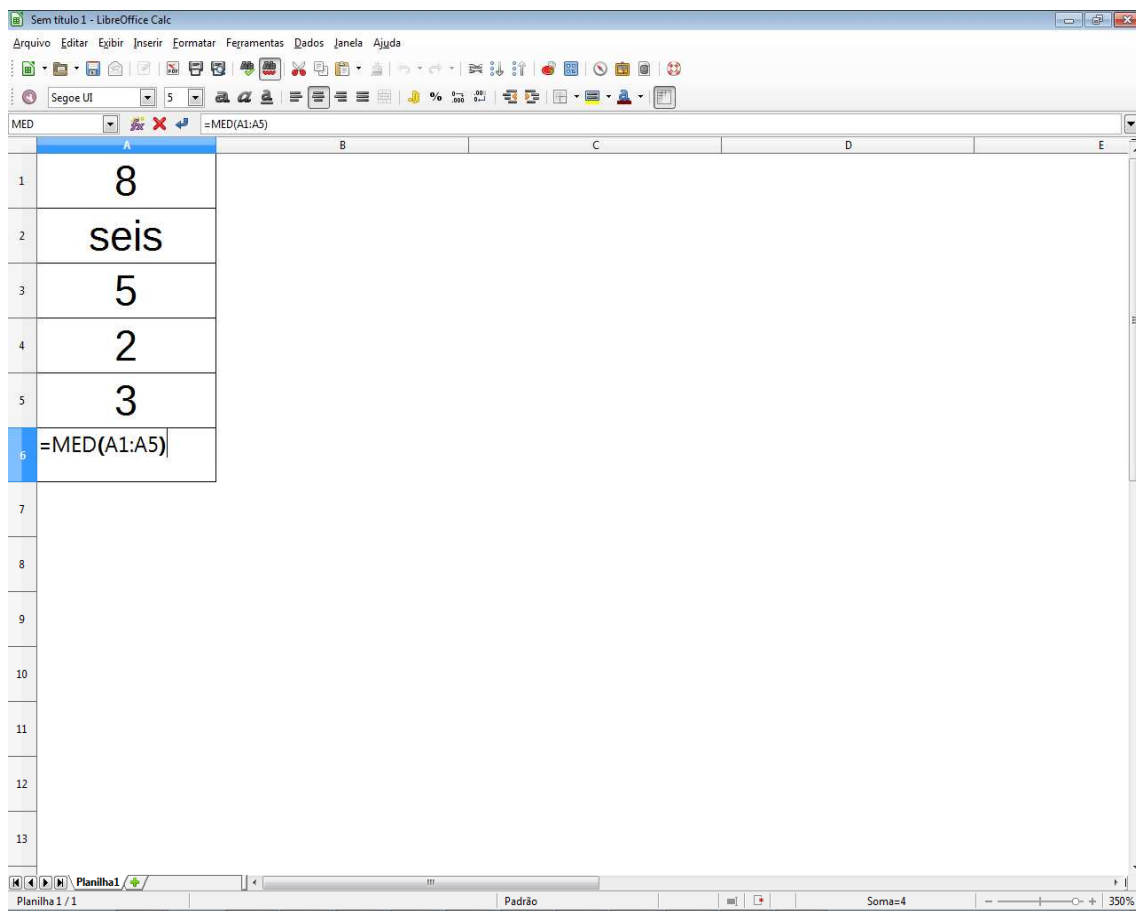 Sem título 1 - LibreOffice Calc
Arquivo Editar Exibir Inserir Formatar Ferramentas Dados Janela Ajuda
Segoe UI 5 a a a % .000 .00
MED =MED(A1:A5)
A B C D E
1 8
2 seis
3 5
4 2
5 3
6 =MED(A1:A5)
7
8
9
10
11
12
13
Planilha1
Planilha 1 / 1 Padrão Soma=4 350%